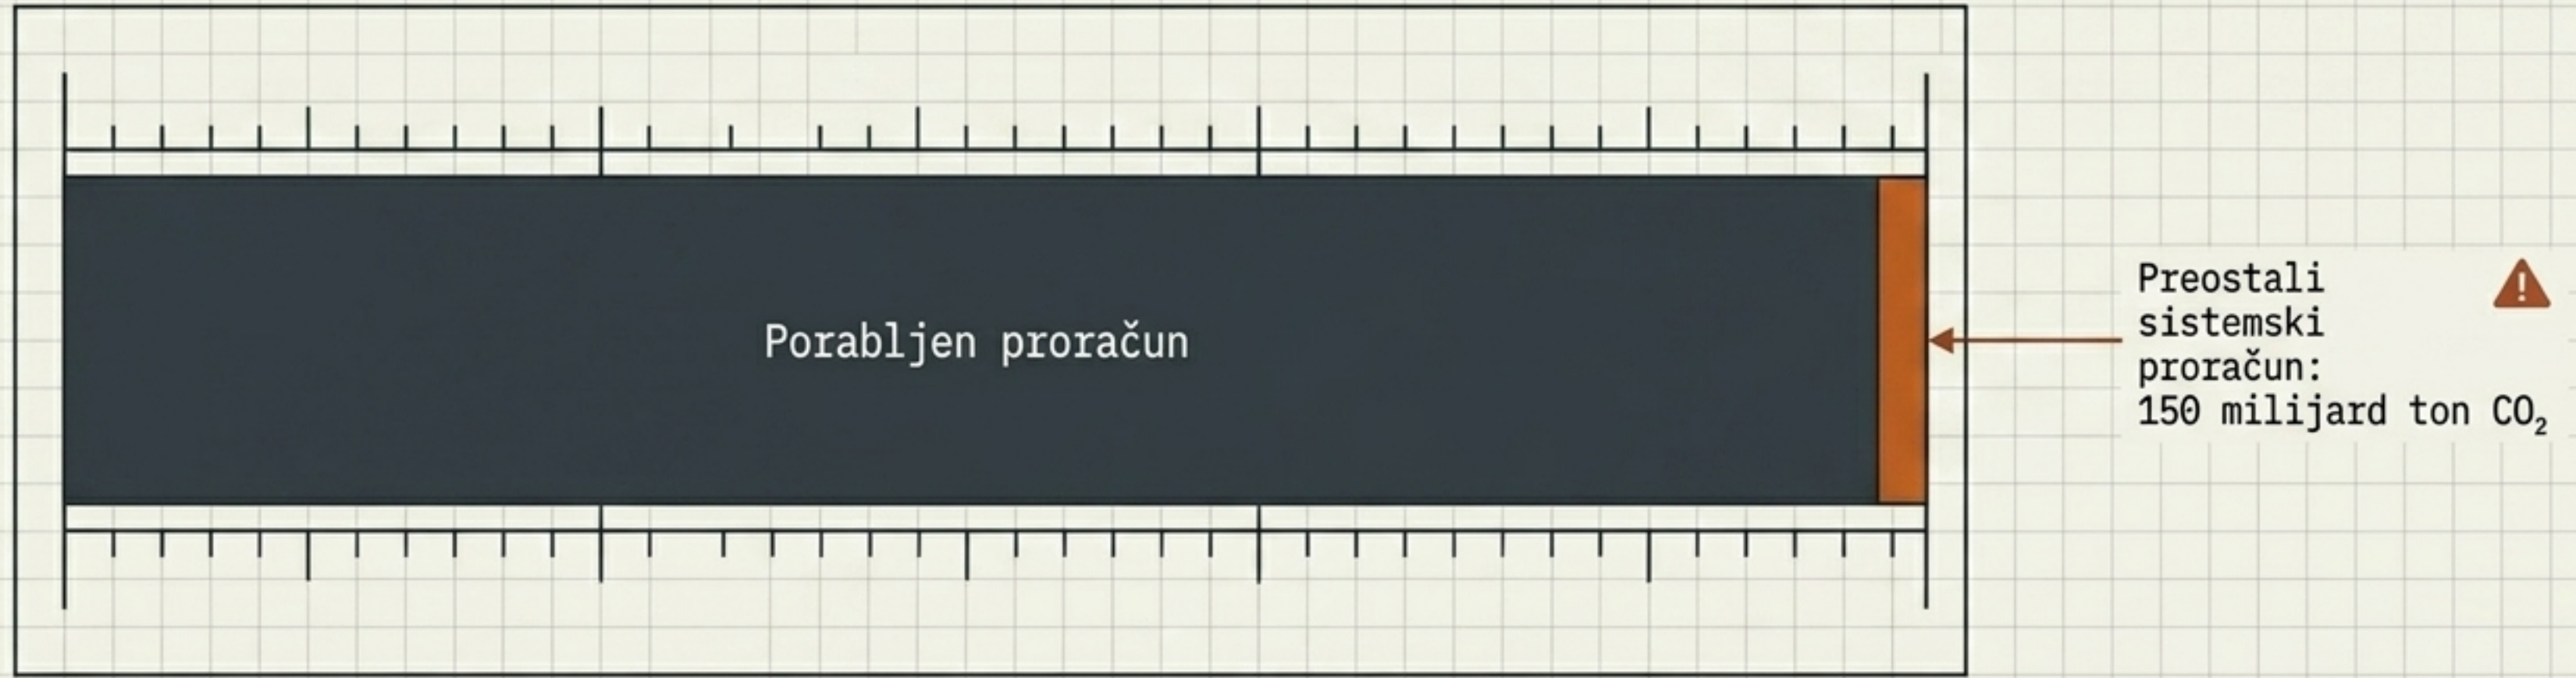 Porabljen proračun
Preostali
sistemski
proračun:
150 milijard ton CO₂